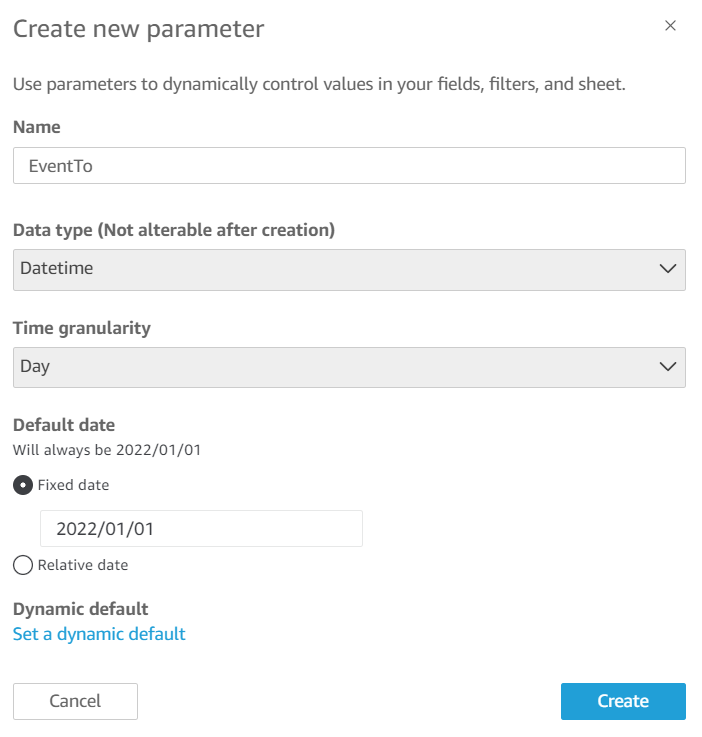 Create new parameter
Use parameters to dynamically control values in your fields, filters, and sheet.
Name
EventTo
Data type (Not alterable after creation)
Datetime
Time granularity
Day
Default date
Will always be 2022/01/01
Fixed date
2022/01/01
Relative date
Dynamic default
Set a dynamic default
Cancel
Create